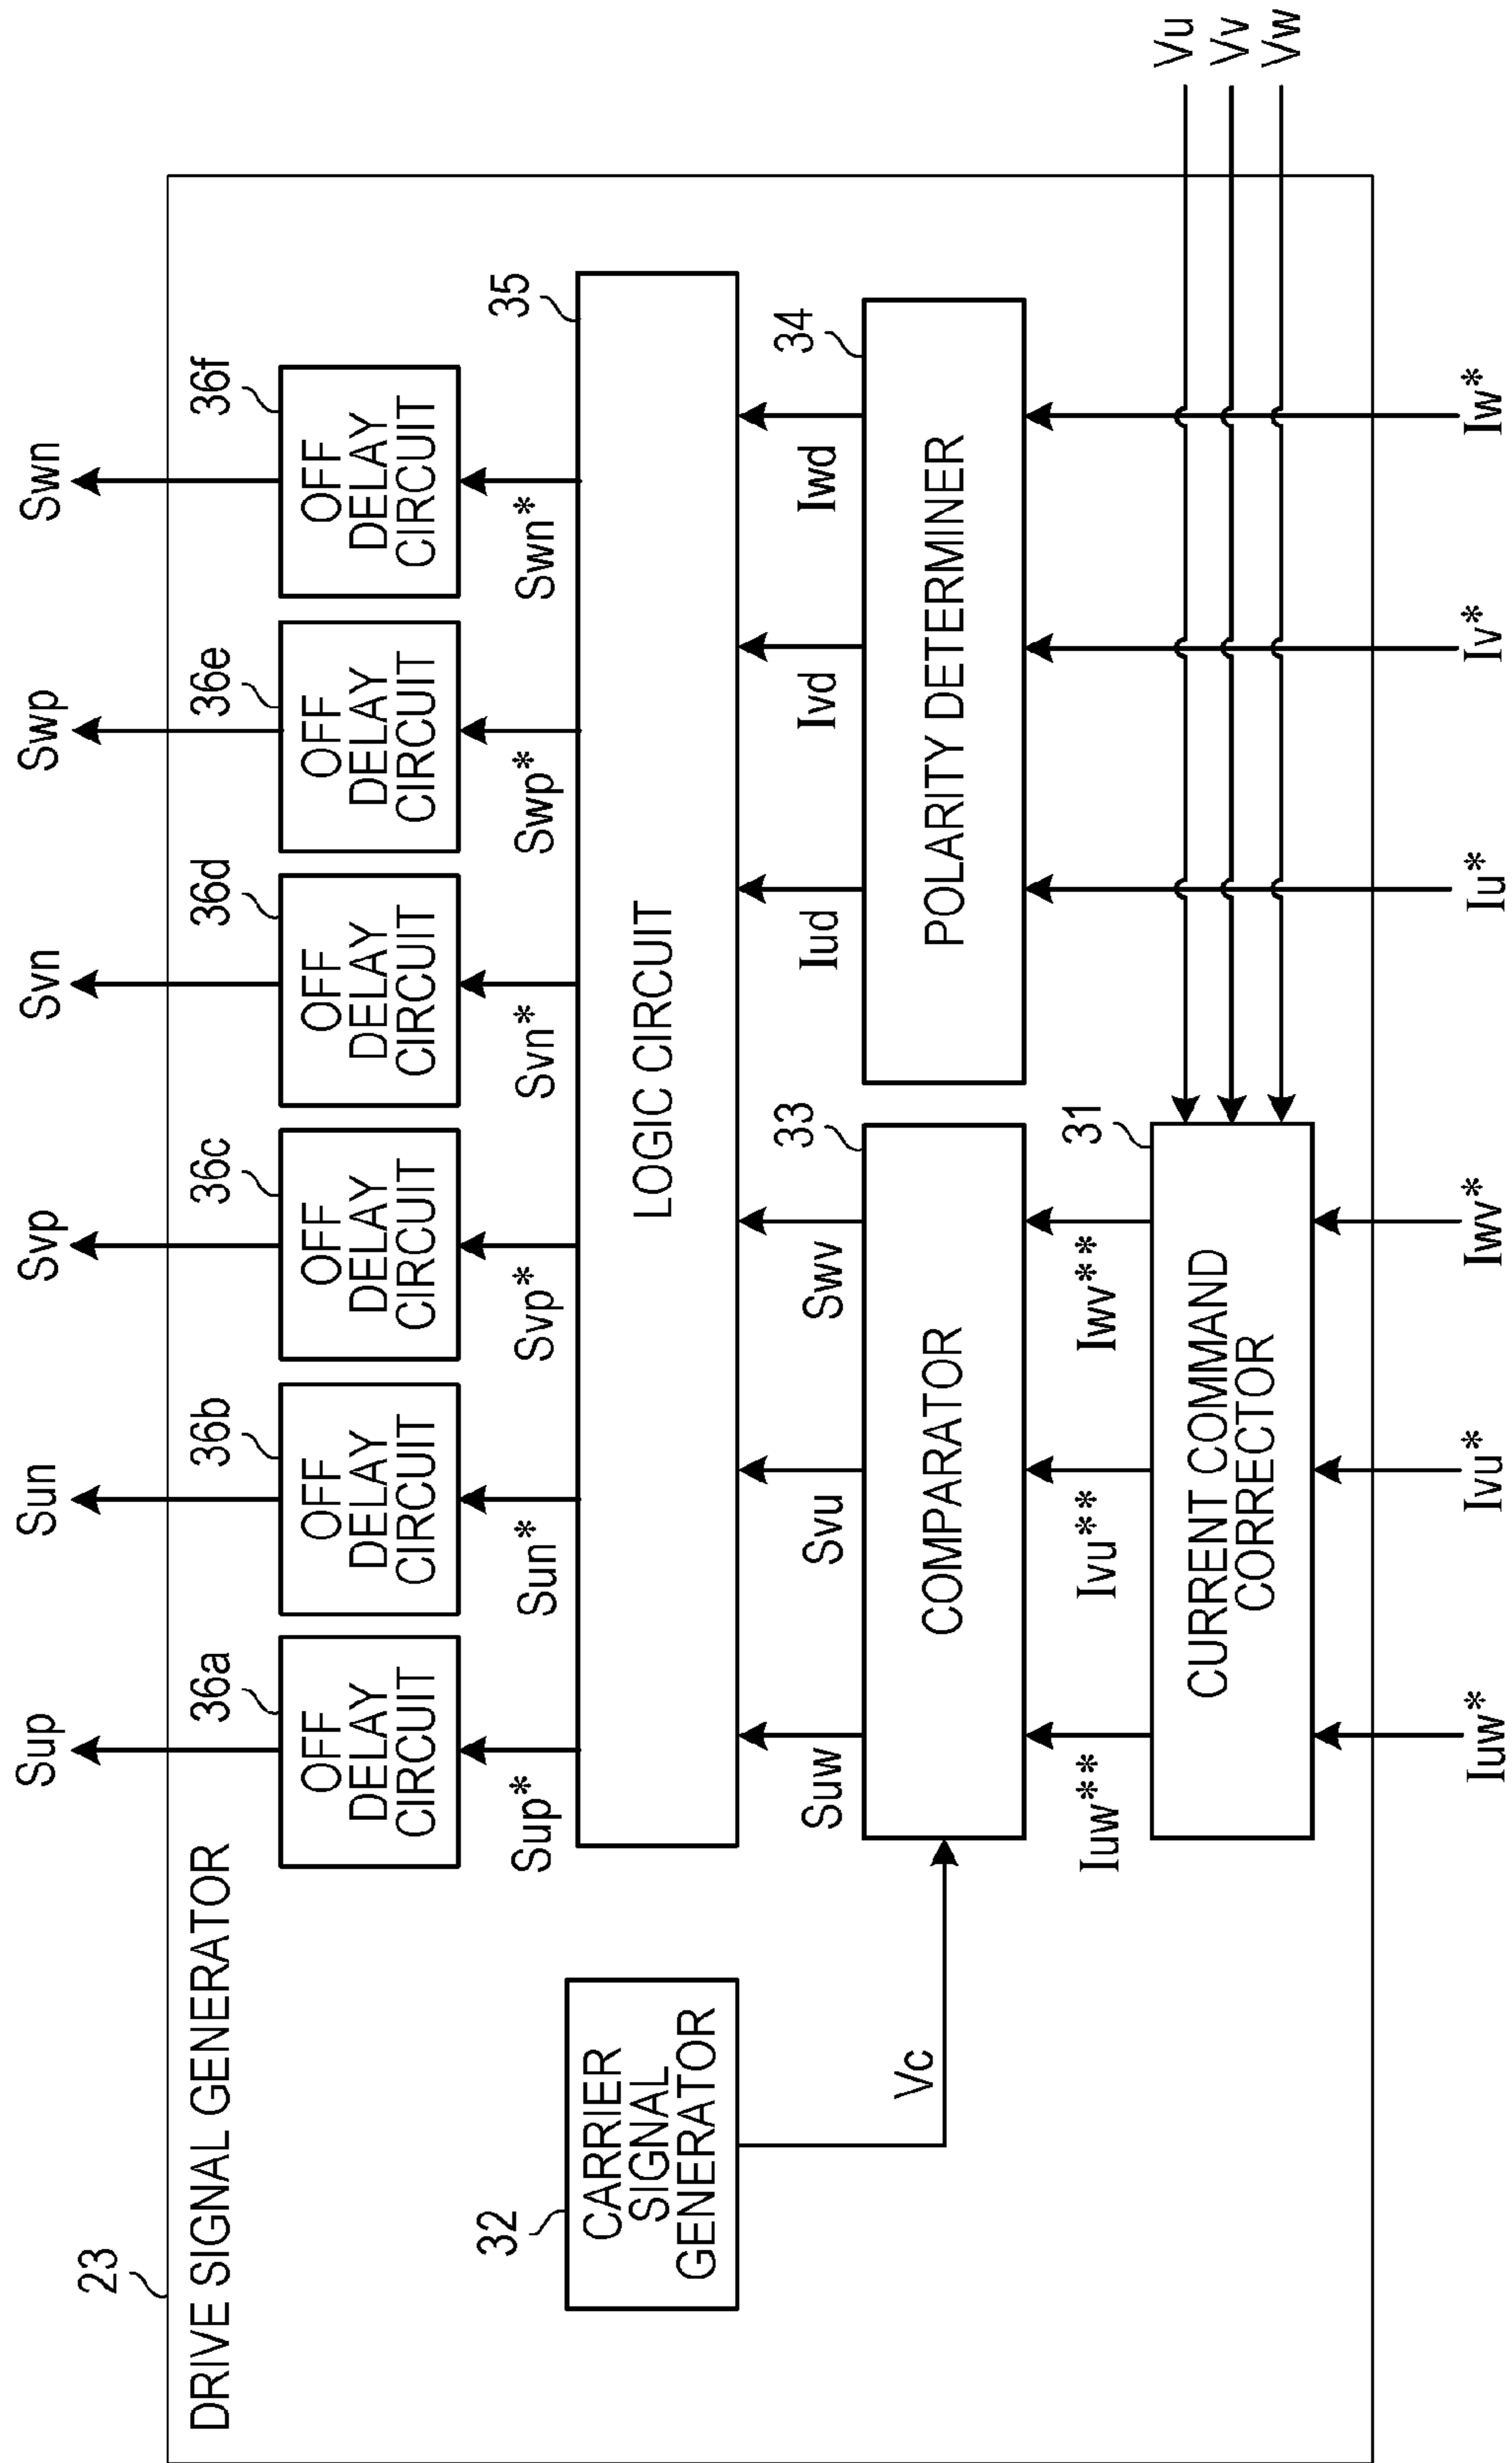 23
DRIVE SIGNAL GENERATOR
Sup
Sun
Svp
Svn
Swp
Swn
36a
36b
36c
36d
36e
36f
OFF
DELAY
CIRCUIT
OFF
DELAY
CIRCUIT
OFF
DELAY
CIRCUIT
OFF
DELAY
CIRCUIT
OFF
DELAY
CIRCUIT
OFF
DELAY
CIRCUIT
Sup*
Sun*
Svp*
Svn*
Swp*
Swn*
35
LOGIC CIRCUIT
32
CARRIER
SIGNAL
GENERATOR
Vc
Suw
Svu
Swv
Iud
Ivd
Iwd
33
COMPARATOR
34
POLARITY DETERMINER
Iuw**
Ivu**
Iwv**
31
CURRENT COMMAND
CORRECTOR
Vu
Vv
Vw
Iuw*
Ivu*
Iwv*
Iu*
Iv*
Iw*